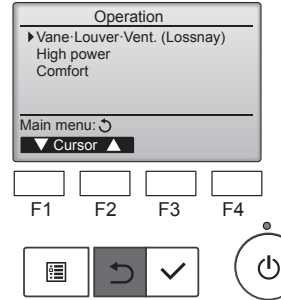 Operation
Vane·Louver·Vent. (Lossnay)
High power
Comfort
Main menu:
Cursor
F1 F2 F3 F4